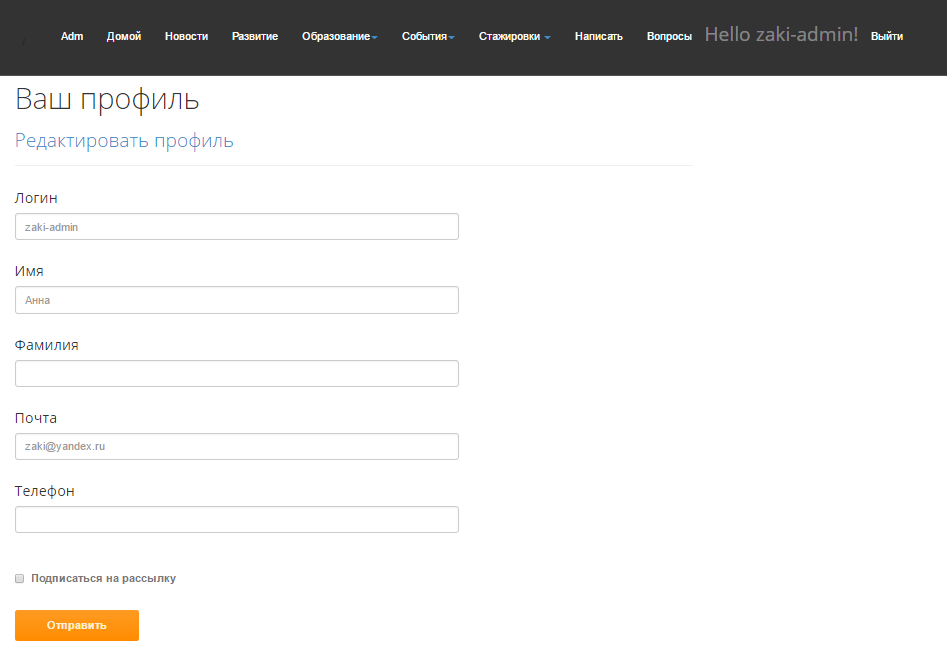 Adm Домой Новости Развитие Образование События Стажировки Написать Вопросы Hello zaki-admin! Выйти
Ваш профиль
Редактировать профиль
Логин
zaki-admin
Имя
Анна
Фамилия
Почта
zaki@yandex.ru
Телефон
Подписаться на рассылку
Отправить